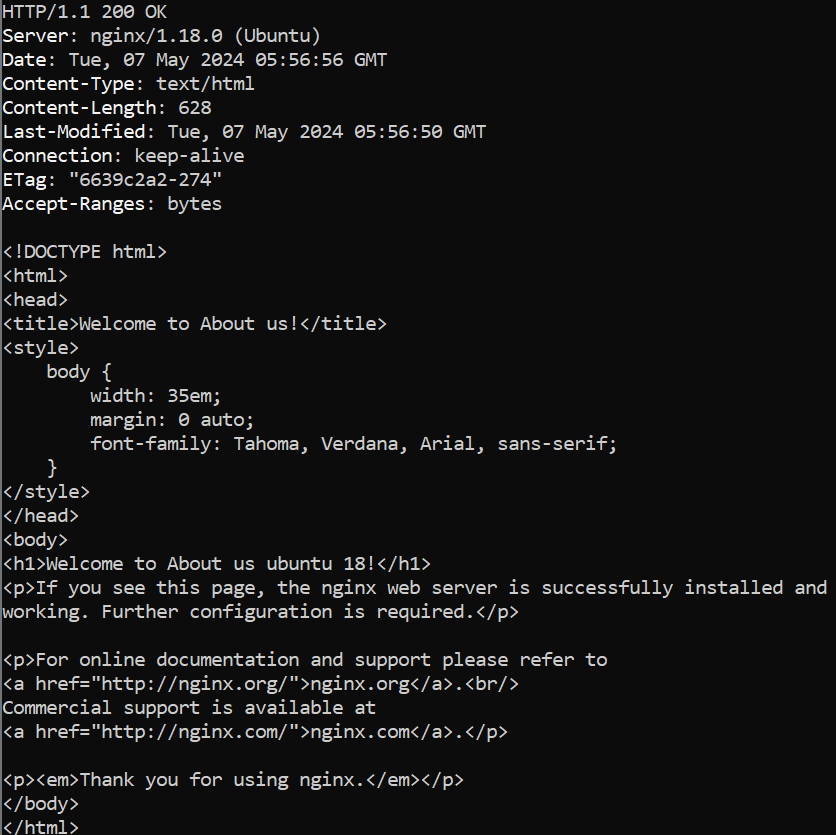 HTTP/1.1 200 OK
Server: nginx/1.18.0 (Ubuntu)
Date: Tue, 07 May 2024 05:56:56 GMT
Content-Type: text/html
Content-Length: 628
Last-Modified: Tue, 07 May 2024 05:56:50 GMT
Connection: keep-alive
ETag: "6639c2a2-274"
Accept-Ranges: bytes

<!DOCTYPE html>
<html>
<head>
<title>Welcome to About us!</title>
<style>
    body {
        width: 35em;
        margin: 0 auto;
        font-family: Tahoma, Verdana, Arial, sans-serif;
    }
</style>
</head>
<body>
<h1>Welcome to About us ubuntu 18!</h1>
<p>If you see this page, the nginx web server is successfully installed and
working. Further configuration is required.</p>

<p>For online documentation and support please refer to
<a href="http://nginx.org/">nginx.org</a>.<br/>
Commercial support is available at
<a href="http://nginx.com/">nginx.com</a>.</p>

<p><em>Thank you for using nginx.</em></p>
</body>
</html>